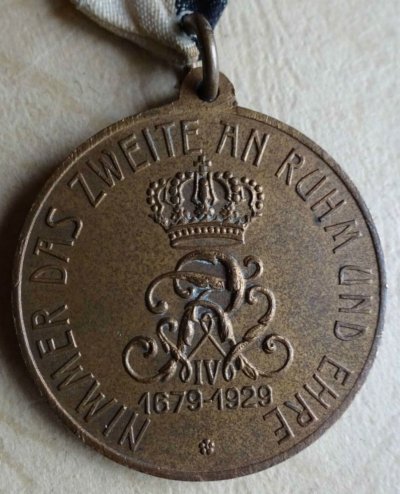 NIMMER DAS ZWEITE AN RUHM UND EHRE
IV
1679-1929